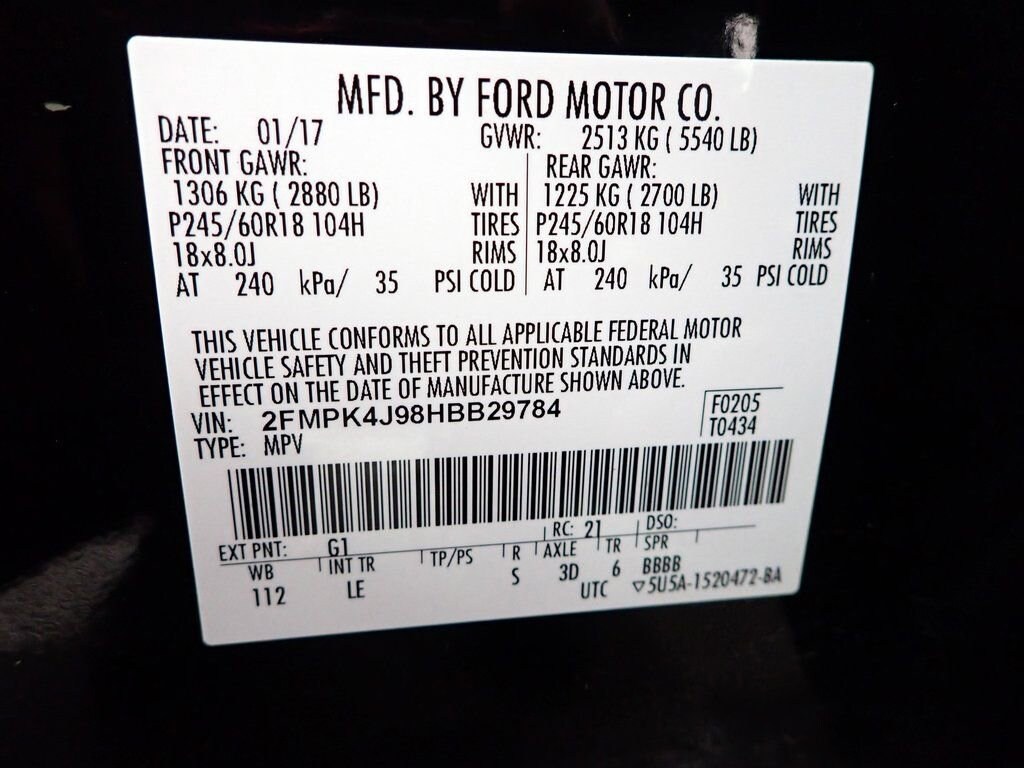 MFD. BY FORD MOTOR CO.
DATE: 01/17 GVWR: 2513 KG ( 5540 LB)
FRONT GAWR: REAR GAWR:
1306 KG ( 2880 LB) WITH 1225 KG ( 2700 LB) WITH
P245/60R18 104H TIRES P245/60R18 104H TIRES
18x8.0J RIMS 18x8.0J RIMS
AT 240 kPa/ 35 PSI COLD AT 240 kPa/ 35 PSI COLD
THIS VEHICLE CONFORMS TO ALL APPLICABLE FEDERAL MOTOR
VEHICLE SAFETY AND THEFT PREVENTION STANDARDS IN
EFFECT ON THE DATE OF MANUFACTURE SHOWN ABOVE.
VIN: 2FMPK4J98HBB29784 F0205
TYPE: MPV T0434
EXT PNT: G1 RC: 21 DSO:
WB INT TR TP/PS R AXLE TR SPR
112 LE S 3D 6 BBBB
UTC ▽5U5A-1520472-BA